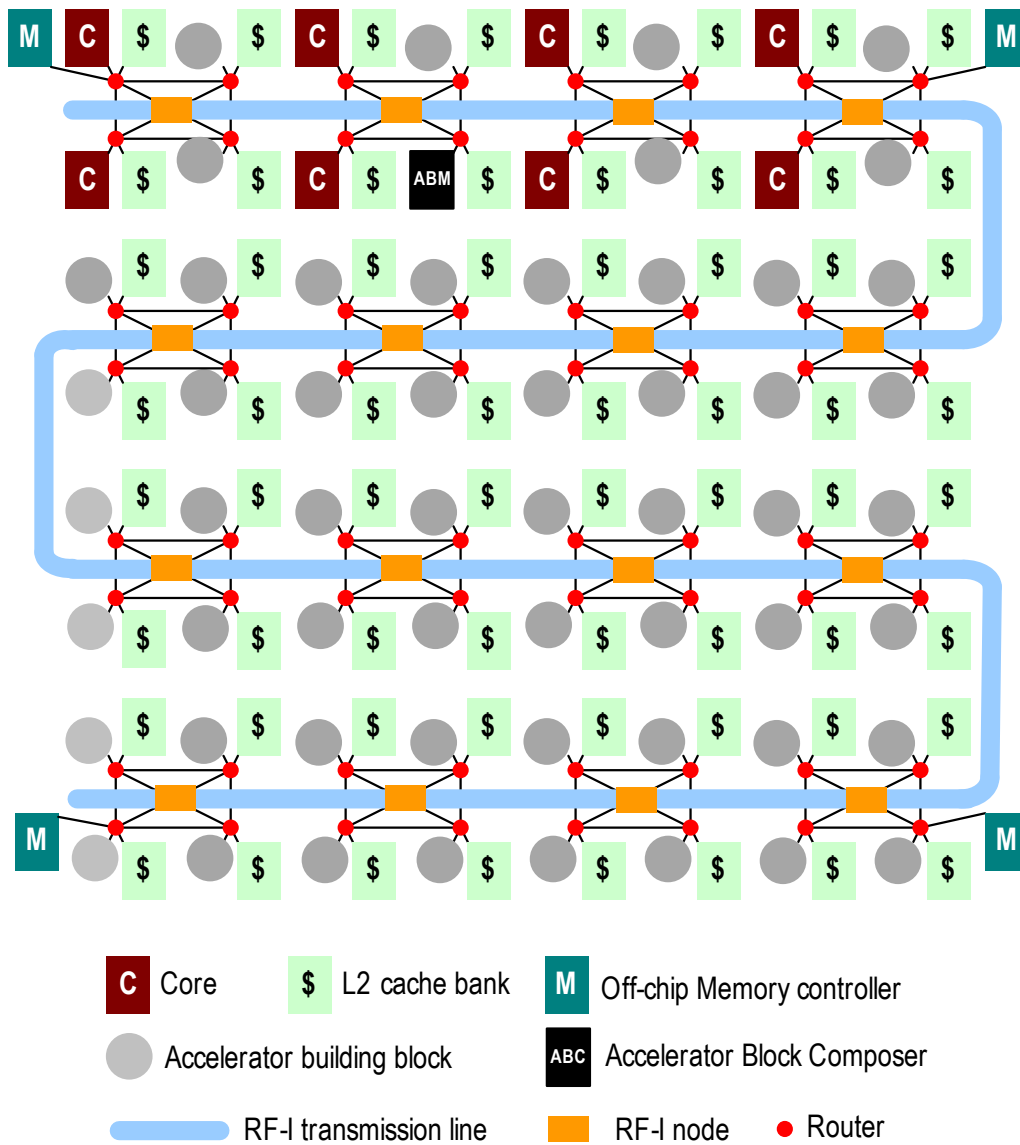 M C $ $ C $ $ C $ $ C $ $ M
C $ $ C $ ABM $ C $ $ C $ $
$ $ $ $ $ $ $ $
$ $ $ $ $ $ $ $
$ $ $ $ $ $ $ $
$ $ $ $ $ $ $ $
$ $ $ $ $ $ $ $
M $ $ $ $ $ $ $ $ M
C Core $ L2 cache bank M Off-chip Memory controller
Accelerator building block ABC Accelerator Block Composer
RF-I transmission line RF-I node Router